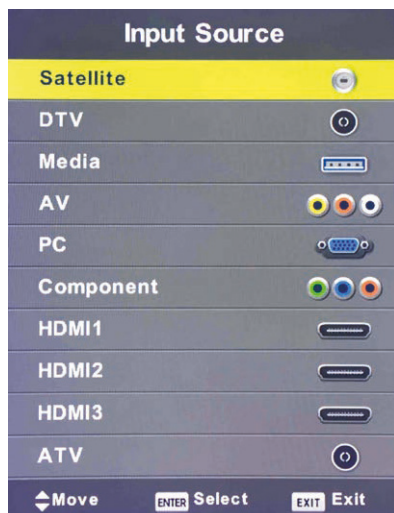 Input Source
Satellite
DTV
Media
AV
PC
Component
HDMI1
HDMI2
HDMI3
ATV
Move ENTER Select EXIT Exit